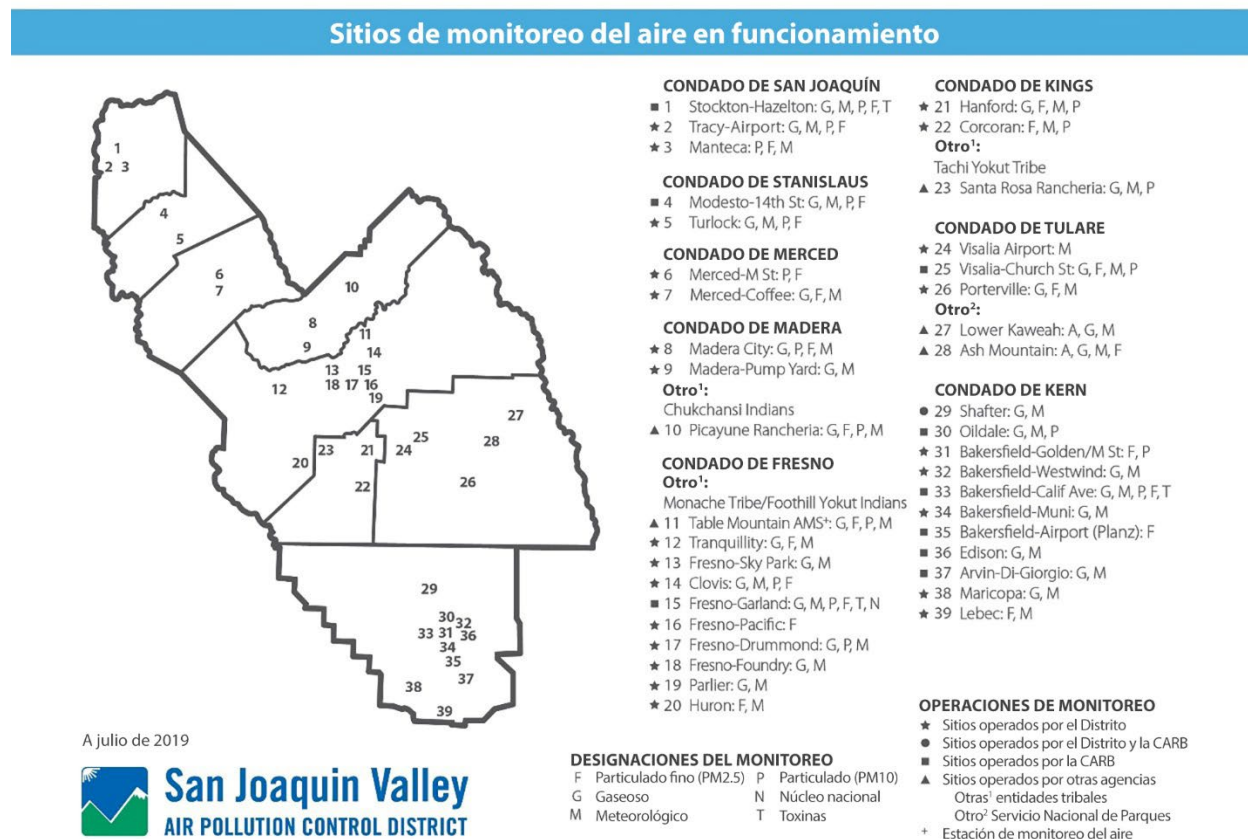 Sitios de monitoreo del aire en funcionamiento
1
2 3
4
5
6
7
10
8
9
11
14
13 15
12 18 17 16
19
27
25
23 21 24 28
20
22 26
29
30
32
33 31 36
34
35
37
38
39
CONDADO DE SAN JOAQUÍN
■ 1 Stockton-Hazelton: G, M, P, F, T
★ 2 Tracy-Airport: G, M, P, F
★ 3 Manteca: P, F, M
CONDADO DE STANISLAUS
■ 4 Modesto-14th St: G, M, P, F
★ 5 Turlock: G, M, P, F
CONDADO DE MERCED
★ 6 Merced-M St: P, F
★ 7 Merced-Coffee: G, F, M
CONDADO DE MADERA
★ 8 Madera City: G, P, F, M
★ 9 Madera-Pump Yard: G, M
Otro¹:
Chukchansi Indians
▲ 10 Picayune Rancheria: G, F, P, M
CONDADO DE FRESNO
Otro¹:
Monache Tribe/Foothill Yokut Indians
▲ 11 Table Mountain AMS⁺: G, F, P, M
★ 12 Tranquillity: G, F, M
★ 13 Fresno-Sky Park: G, M
★ 14 Clovis: G, M, P, F
■ 15 Fresno-Garland: G, M, P, F, T, N
★ 16 Fresno-Pacific: F
★ 17 Fresno-Drummond: G, P, M
★ 18 Fresno-Foundry: G, M
★ 19 Parlier: G, M
★ 20 Huron: F, M
CONDADO DE KINGS
★ 21 Hanford: G, F, M, P
★ 22 Corcoran: F, M, P
Otro¹:
Tachi Yokut Tribe
▲ 23 Santa Rosa Rancheria: G, M, P
CONDADO DE TULARE
★ 24 Visalia Airport: M
■ 25 Visalia-Church St: G, F, M, P
★ 26 Porterville: G, F, M
Otro²:
▲ 27 Lower Kaweah: A, G, M
▲ 28 Ash Mountain: A, G, M, F
CONDADO DE KERN
● 29 Shafter: G, M
■ 30 Oildale: G, M, P
★ 31 Bakersfield-Golden/M St: F, P
★ 32 Bakersfield-Westwind: G, M
■ 33 Bakersfield-Calif Ave: G, M, P, F, T
★ 34 Bakersfield-Muni: G, M
■ 35 Bakersfield-Airport (Planz): F
■ 36 Edison: G, M
■ 37 Arvin-Di-Giorgio: G, M
★ 38 Maricopa: G, M
★ 39 Lebec: F, M
A julio de 2019
San Joaquin Valley
AIR POLLUTION CONTROL DISTRICT
DESIGNACIONES DEL MONITOREO
F Particulado fino (PM2.5) P Particulado (PM10)
G Gaseoso N Núcleo nacional
M Meteorológico T Toxinas
OPERACIONES DE MONITOREO
★ Sitios operados por el Distrito
● Sitios operados por el Distrito y la CARB
■ Sitios operados por la CARB
▲ Sitios operados por otras agencias
Otras¹ entidades tribales
Otro² Servicio Nacional de Parques
⁺ Estación de monitoreo del aire